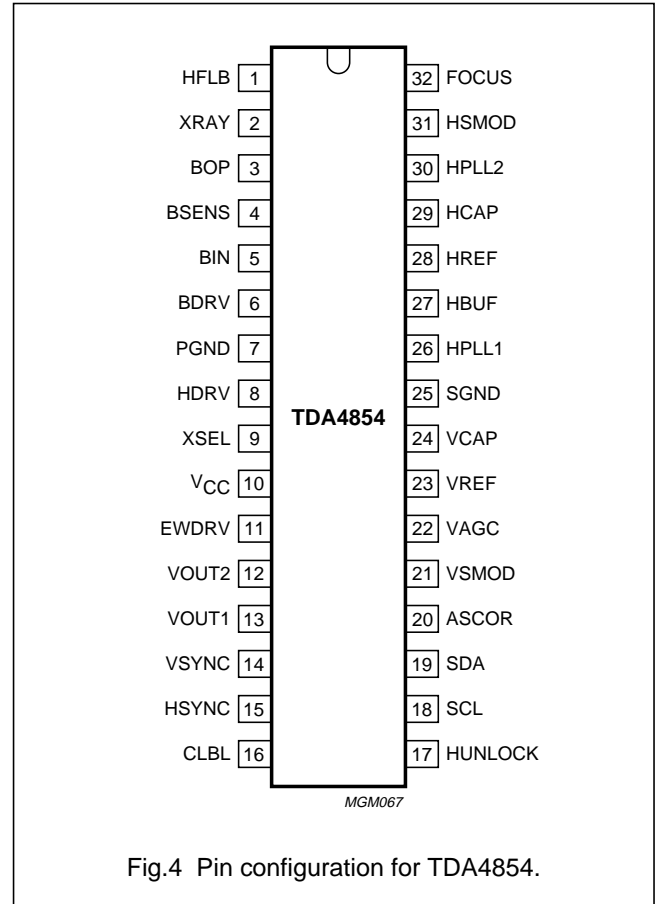 HFLB 1 32 FOCUS
XRAY 2 31 HSMOD
BOP 3 30 HPLL2
BSENS 4 29 HCAP
BIN 5 28 HREF
BDRV 6 27 HBUF
PGND 7 26 HPLL1
HDRV 8 25 SGND
TDA4854
XSEL 9 24 VCAP
VCC 10 23 VREF
EWDRV 11 22 VAGC
VOUT2 12 21 VSMOD
VOUT1 13 20 ASCOR
VSYNC 14 19 SDA
HSYNC 15 18 SCL
CLBL 16 17 HUNLOCK
MGM067
Fig.4 Pin configuration for TDA4854.